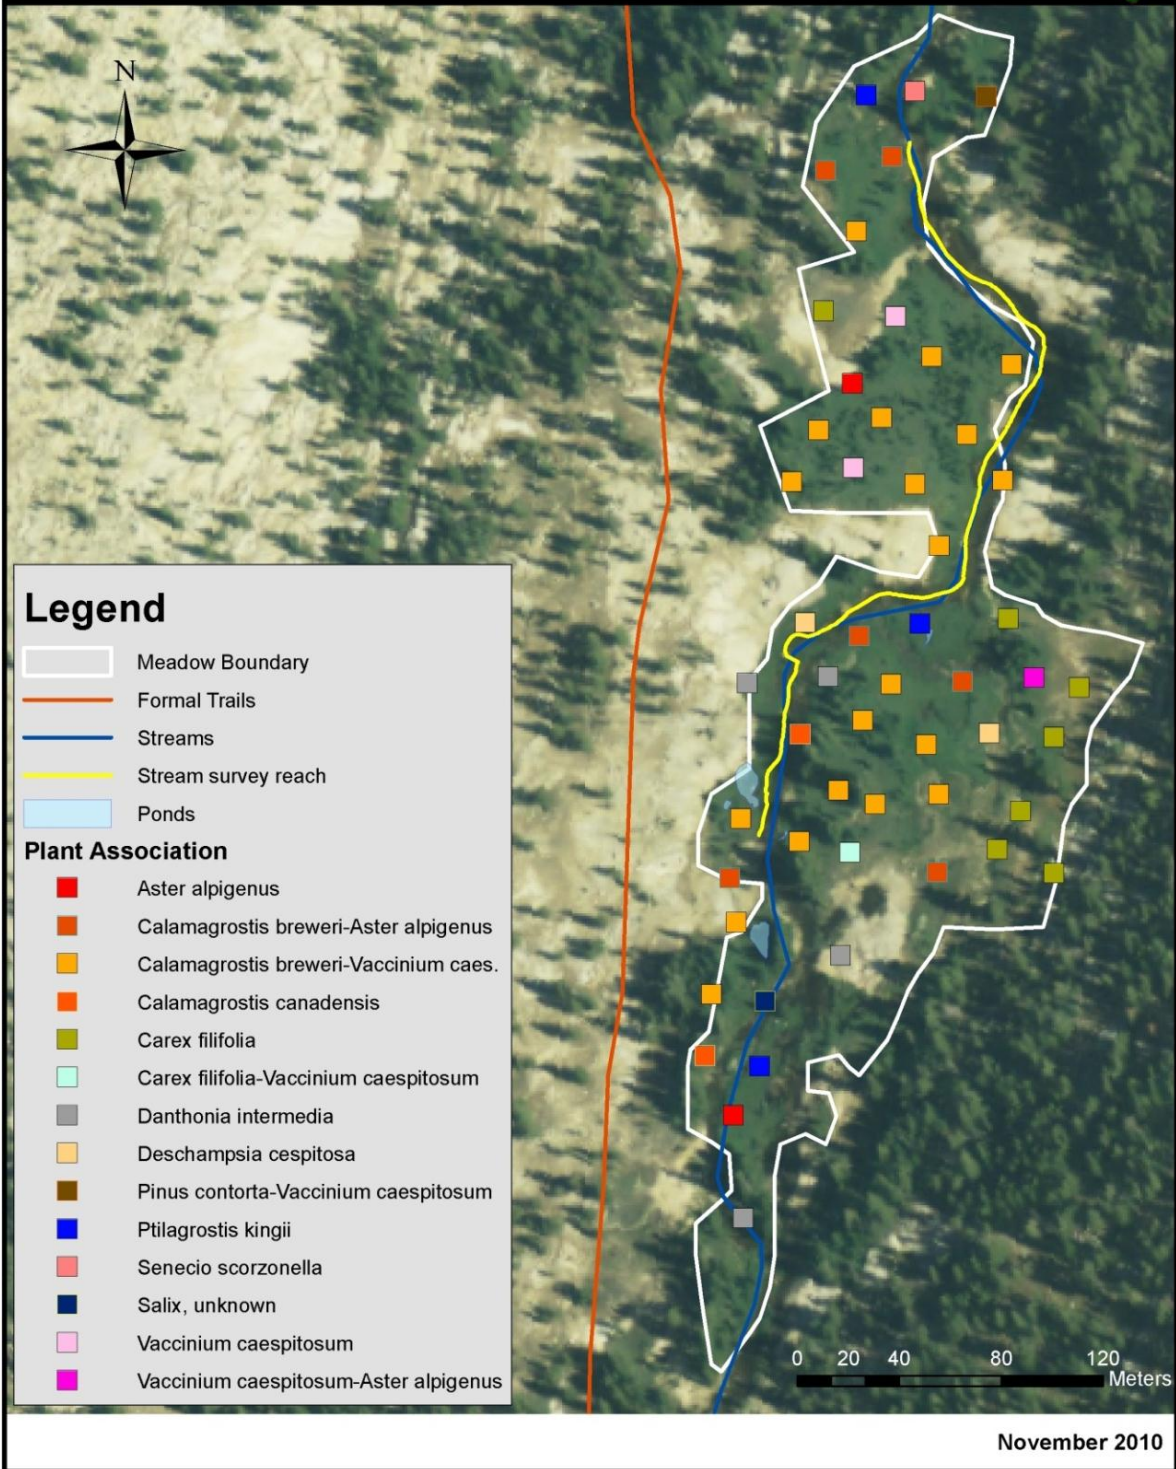 N
Legend
Meadow Boundary
Formal Trails
Streams
Stream survey reach
Ponds
Plant Association
Aster alpigenus
Calamagrostis breweri-Aster alpigenus
Calamagrostis breweri-Vaccinium caes.
Calamagrostis canadensis
Carex filifolia
Carex filifolia-Vaccinium caespitosum
Danthonia intermedia
Deschampsia cespitosa
Pinus contorta-Vaccinium caespitosum
Ptilagrostis kingii
Senecio scorzonella
Salix, unknown
Vaccinium caespitosum
Vaccinium caespitosum-Aster alpigenus
0 20 40 80 120
Meters
November 2010